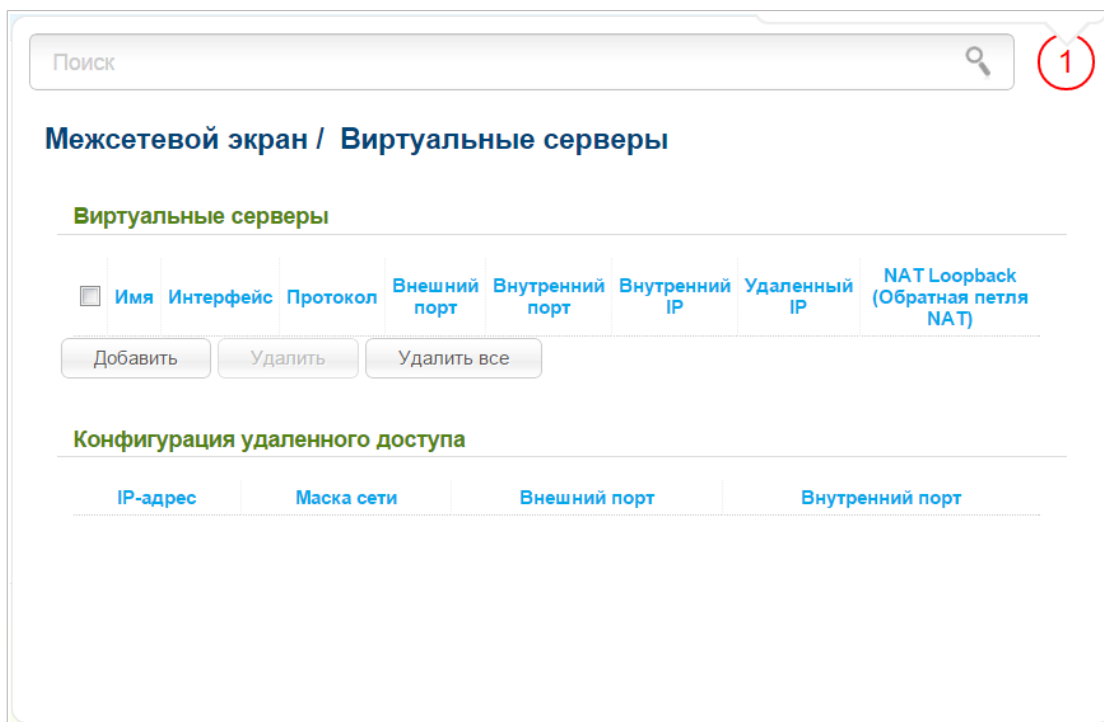 Поиск
1
Межсетевой экран / Виртуальные серверы
Виртуальные серверы
Имя Интерфейс Протокол Внешний порт Внутренний порт Внутренний IP Удаленный IP NAT Loopback (Обратная петля NAT)
Добавить Удалить Удалить все
Конфигурация удаленного доступа
IP-адрес Маска сети Внешний порт Внутренний порт